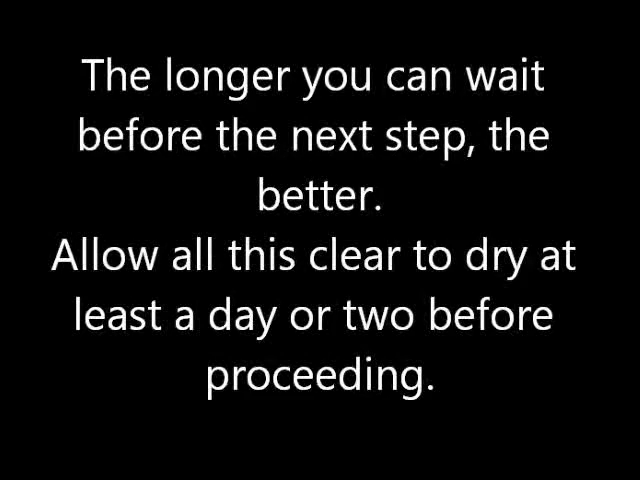 The longer you can wait
before the next step, the
better.
Allow all this clear to dry at
least a day or two before
proceeding.